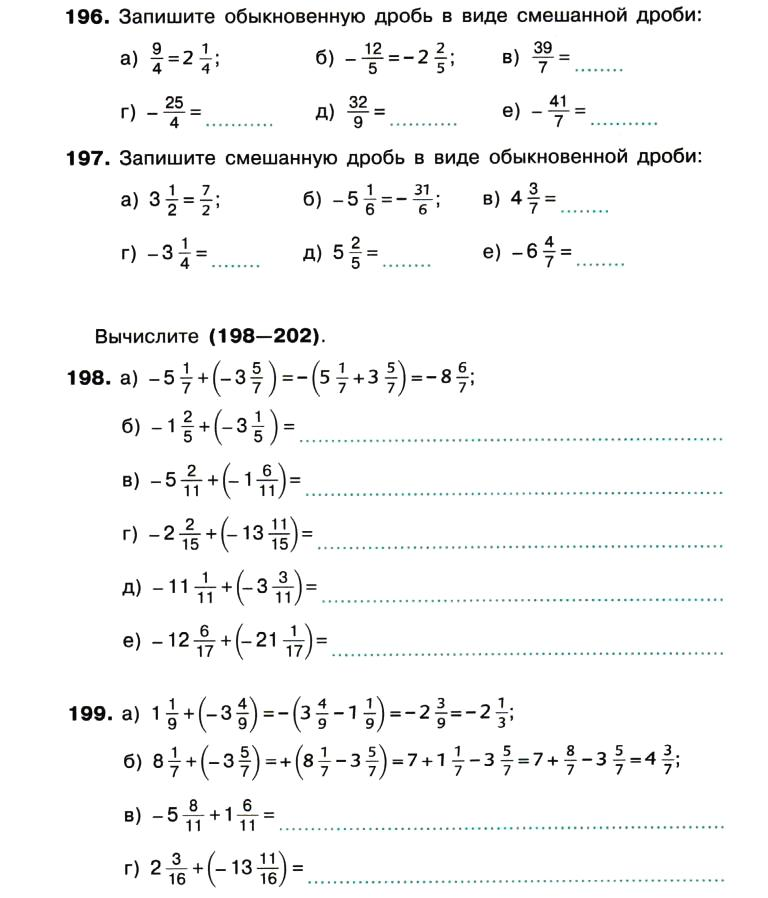 196. Запишите обыкновенную дробь в виде смешанной дроби:
а) 9/4 = 2 1/4; б) − 12/5 = −2 2/5; в) 39/7 = ........
г) − 25/4 = ........... д) 32/9 = ........... е) − 41/7 = ...........
197. Запишите смешанную дробь в виде обыкновенной дроби:
а) 3 1/2 = 7/2; б) −5 1/6 = − 31/6; в) 4 3/7 = ........
г) −3 1/4 = ........ д) 5 2/5 = ........ е) −6 4/7 = ........
Вычислите (198—202).
198. а) −5 1/7 + (−3 5/7) = −(5 1/7 + 3 5/7) = −8 6/7;
б) −1 2/5 + (−3 1/5) = ........
в) −5 2/11 + (−1 6/11) = ........
г) −2 2/15 + (−13 11/15) = ........
д) −11 1/11 + (−3 3/11) = ........
е) −12 6/17 + (−21 1/17) = ........
199. а) 1 1/9 + (−3 4/9) = −(3 4/9 − 1 1/9) = −2 3/9 = −2 1/3;
б) 8 1/7 + (−3 5/7) = +(8 1/7 − 3 5/7) = 7 + 1 1/7 − 3 5/7 = 7 + 8/7 − 3 5/7 = 4 3/7;
в) −5 8/11 + 1 6/11 = ........
г) 2 3/16 + (−13 11/16) = ........